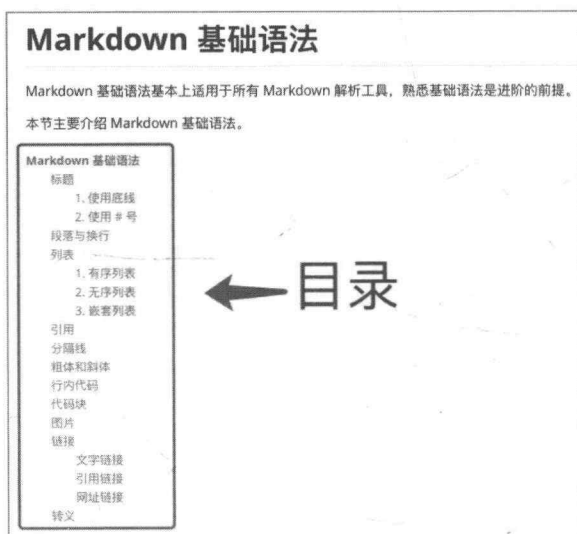 Markdown 基础语法
Markdown 基础语法基本上适用于所有 Markdown 解析工具，熟悉基础语法是进阶的前提。
本节主要介绍 Markdown 基础语法。
Markdown 基础语法
标题
1. 使用底线
2. 使用 # 号
段落与换行
列表
1. 有序列表
2. 无序列表
3. 嵌套列表
引用
分隔线
粗体和斜体
行内代码
代码块
图片
链接
文字链接
引用链接
网址链接
转义
目录